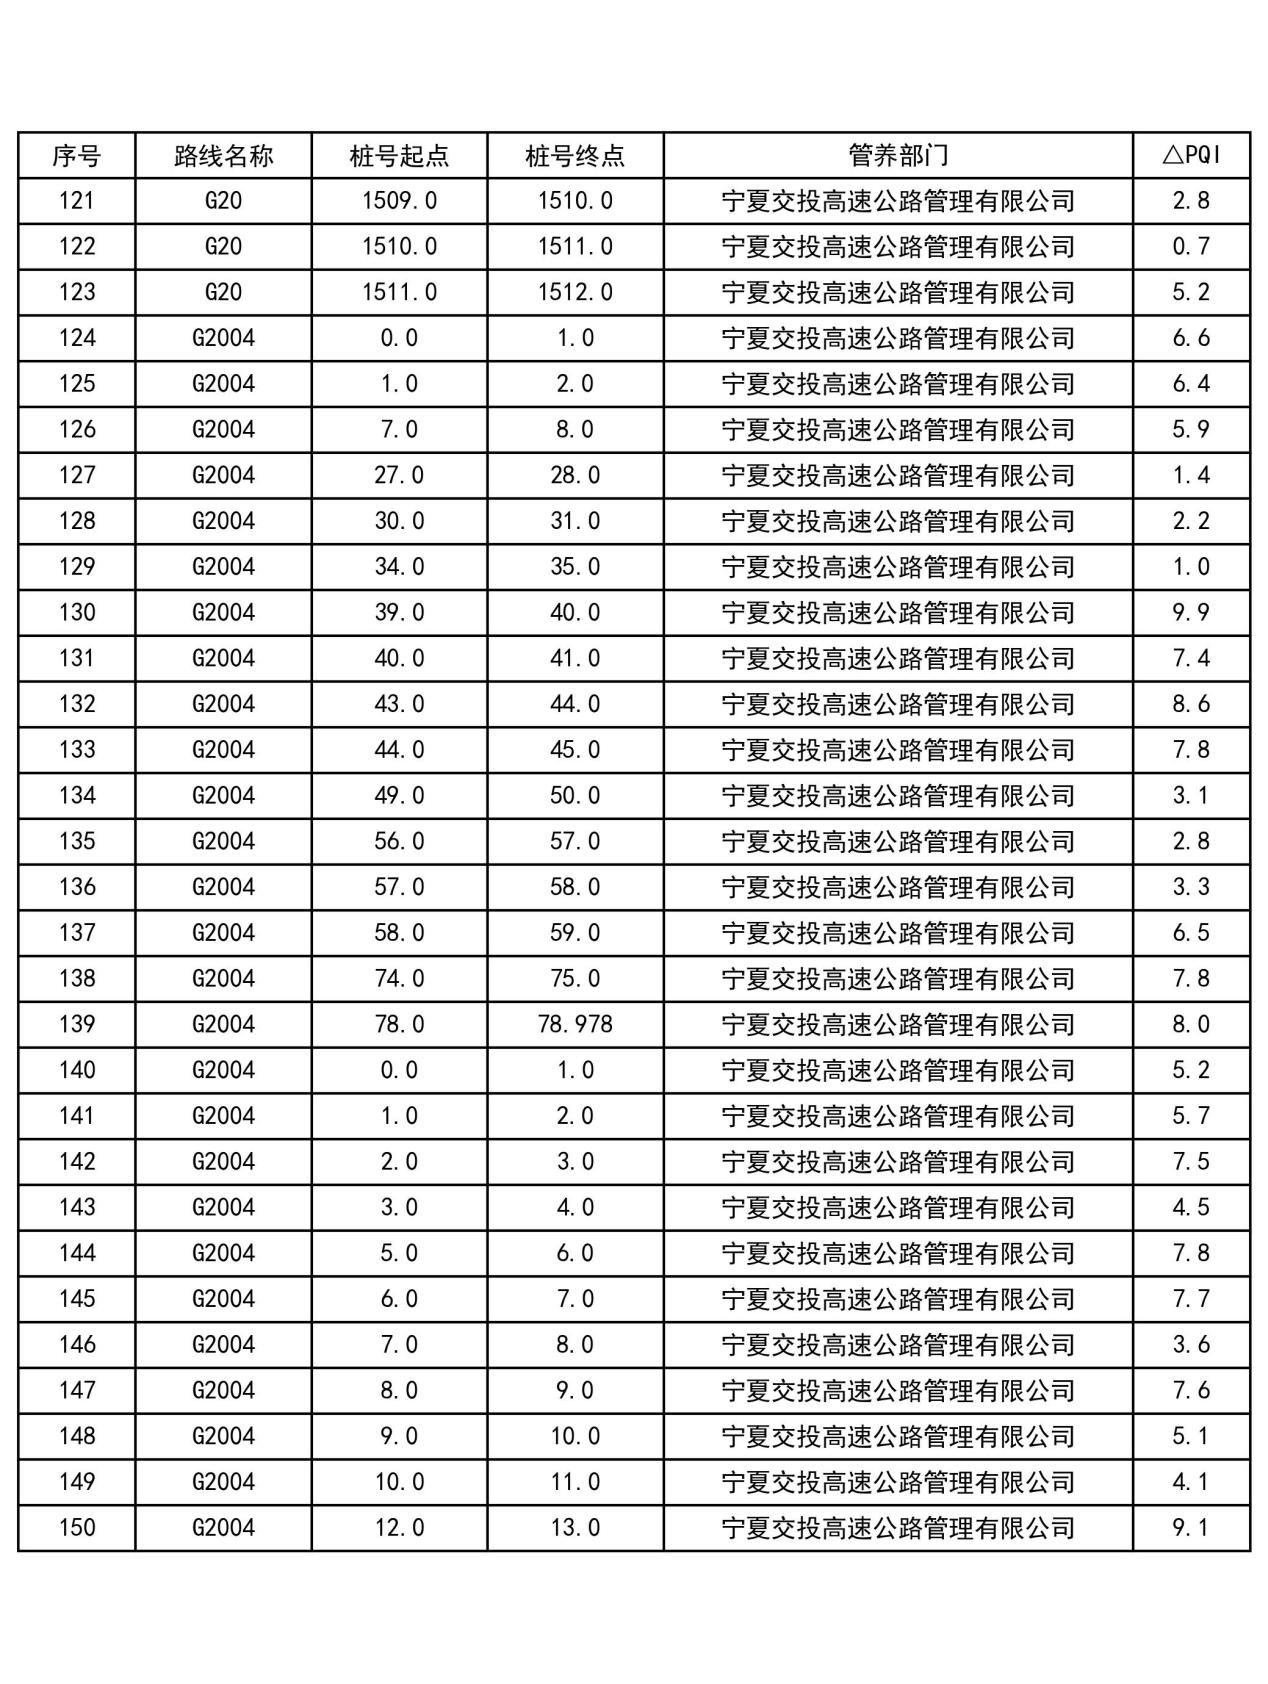 序号 路线名称 桩号起点 桩号终点 管养部门 △PQI
121 G20 1509.0 1510.0 宁夏交投高速公路管理有限公司 2.8
122 G20 1510.0 1511.0 宁夏交投高速公路管理有限公司 0.7
123 G20 1511.0 1512.0 宁夏交投高速公路管理有限公司 5.2
124 G2004 0.0 1.0 宁夏交投高速公路管理有限公司 6.6
125 G2004 1.0 2.0 宁夏交投高速公路管理有限公司 6.4
126 G2004 7.0 8.0 宁夏交投高速公路管理有限公司 5.9
127 G2004 27.0 28.0 宁夏交投高速公路管理有限公司 1.4
128 G2004 30.0 31.0 宁夏交投高速公路管理有限公司 2.2
129 G2004 34.0 35.0 宁夏交投高速公路管理有限公司 1.0
130 G2004 39.0 40.0 宁夏交投高速公路管理有限公司 9.9
131 G2004 40.0 41.0 宁夏交投高速公路管理有限公司 7.4
132 G2004 43.0 44.0 宁夏交投高速公路管理有限公司 8.6
133 G2004 44.0 45.0 宁夏交投高速公路管理有限公司 7.8
134 G2004 49.0 50.0 宁夏交投高速公路管理有限公司 3.1
135 G2004 56.0 57.0 宁夏交投高速公路管理有限公司 2.8
136 G2004 57.0 58.0 宁夏交投高速公路管理有限公司 3.3
137 G2004 58.0 59.0 宁夏交投高速公路管理有限公司 6.5
138 G2004 74.0 75.0 宁夏交投高速公路管理有限公司 7.8
139 G2004 78.0 78.978 宁夏交投高速公路管理有限公司 8.0
140 G2004 0.0 1.0 宁夏交投高速公路管理有限公司 5.2
141 G2004 1.0 2.0 宁夏交投高速公路管理有限公司 5.7
142 G2004 2.0 3.0 宁夏交投高速公路管理有限公司 7.5
143 G2004 3.0 4.0 宁夏交投高速公路管理有限公司 4.5
144 G2004 5.0 6.0 宁夏交投高速公路管理有限公司 7.8
145 G2004 6.0 7.0 宁夏交投高速公路管理有限公司 7.7
146 G2004 7.0 8.0 宁夏交投高速公路管理有限公司 3.6
147 G2004 8.0 9.0 宁夏交投高速公路管理有限公司 7.6
148 G2004 9.0 10.0 宁夏交投高速公路管理有限公司 5.1
149 G2004 10.0 11.0 宁夏交投高速公路管理有限公司 4.1
150 G2004 12.0 13.0 宁夏交投高速公路管理有限公司 9.1